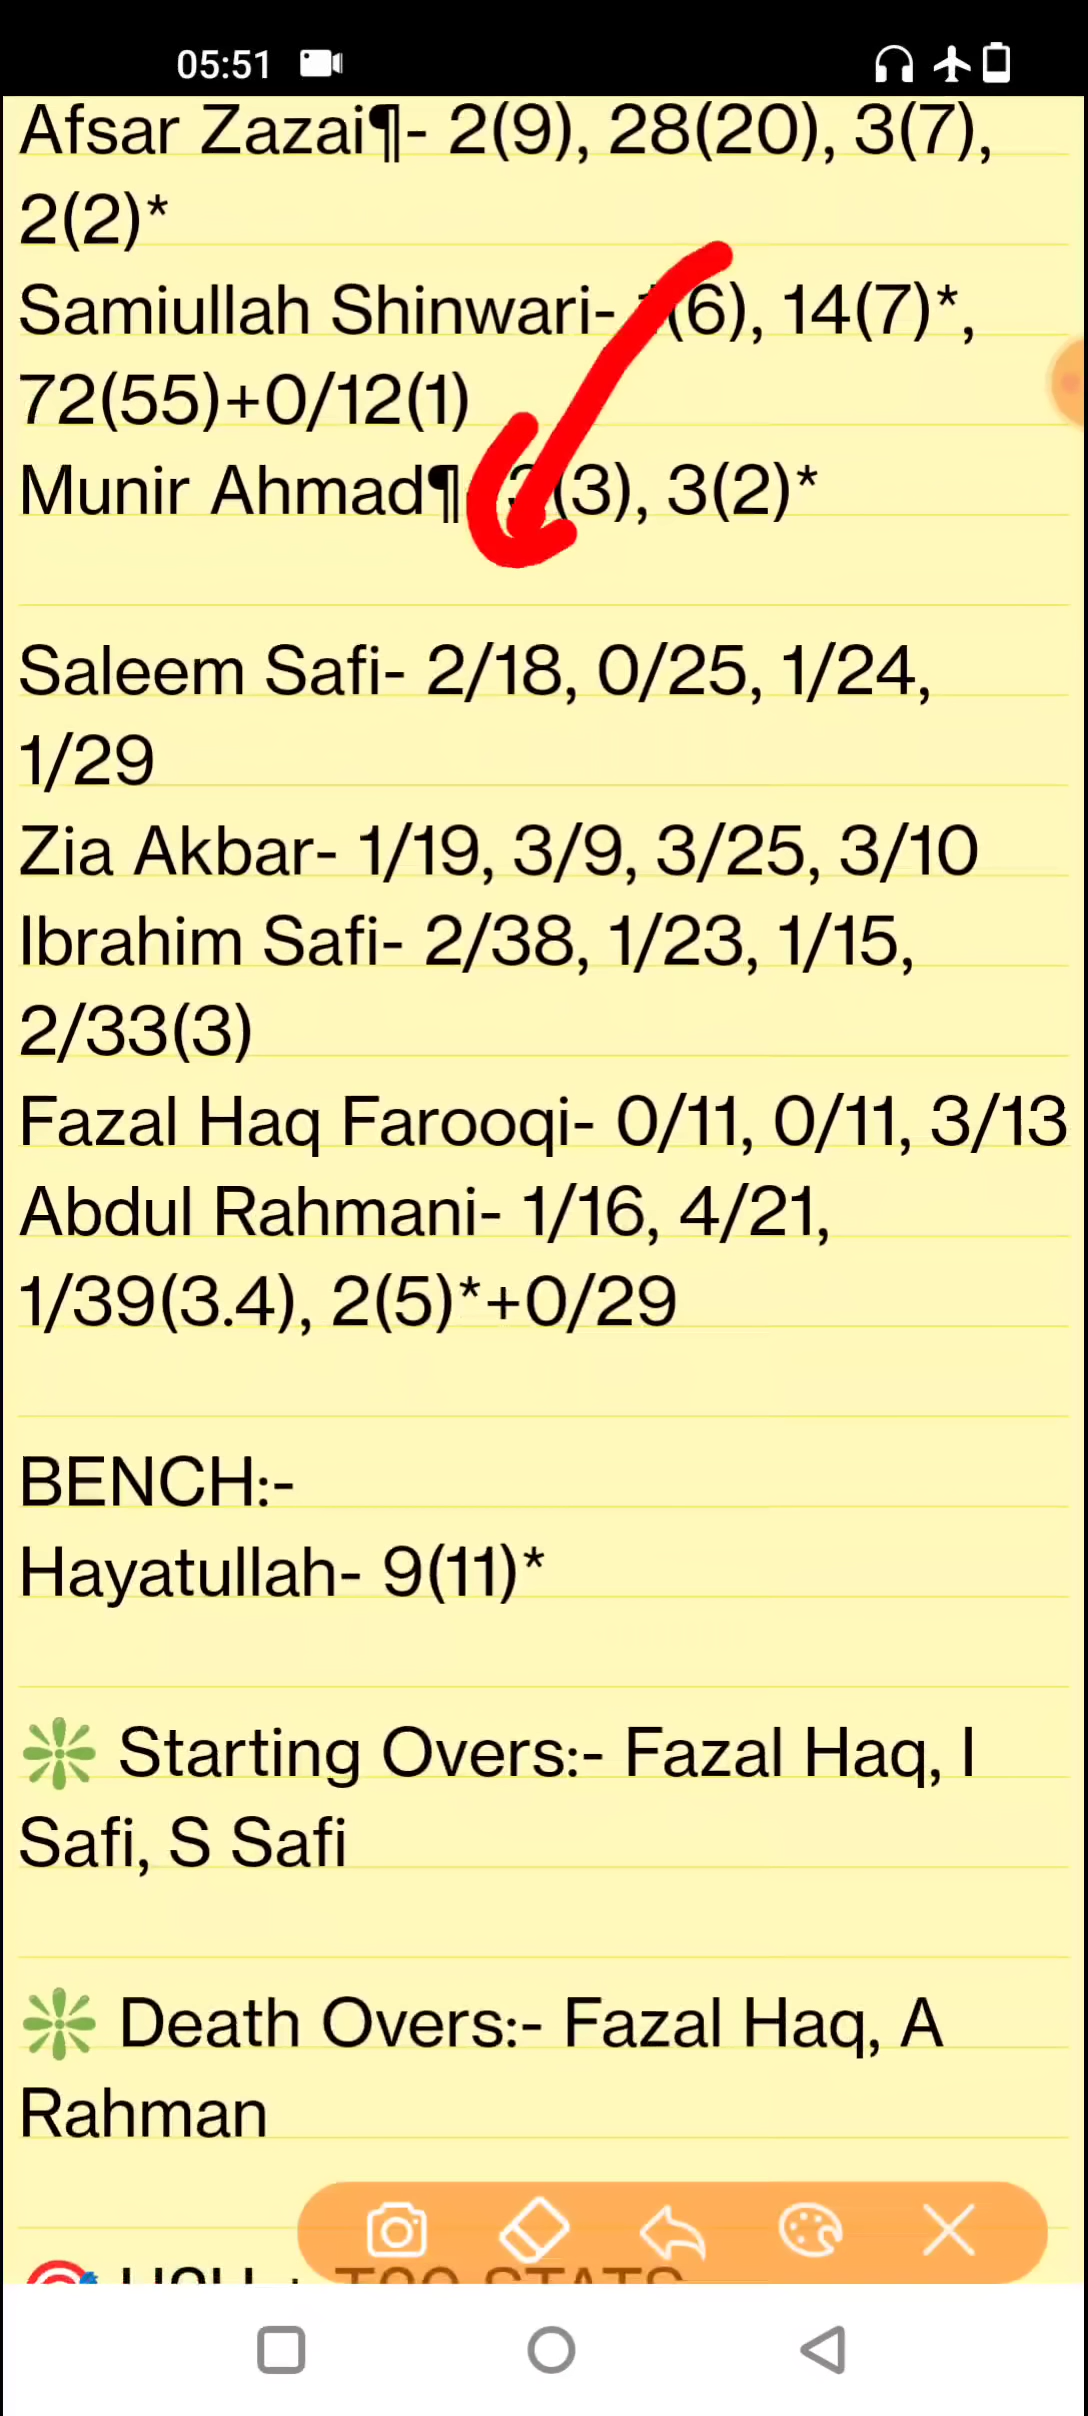 05:51
Afsar Zazai¶- 2(9), 28(20), 3(7),
2(2)*
Samiullah Shinwari- (6), 14(7)*,
72(55)+0/12(1)
Munir Ahmad¶ (3), 3(2)*
Saleem Safi- 2/18, 0/25, 1/24,
1/29
Zia Akbar- 1/19, 3/9, 3/25, 3/10
Ibrahim Safi- 2/38, 1/23, 1/15,
2/33(3)
Fazal Haq Farooqi- 0/11, 0/11, 3/13
Abdul Rahmani- 1/16, 4/21,
1/39(3.4), 2(5)*+0/29
BENCH:-
Hayatullah- 9(11)*
Starting Overs:- Fazal Haq, I
Safi, S Safi
Death Overs:- Fazal Haq, A
Rahman
T20 STATS